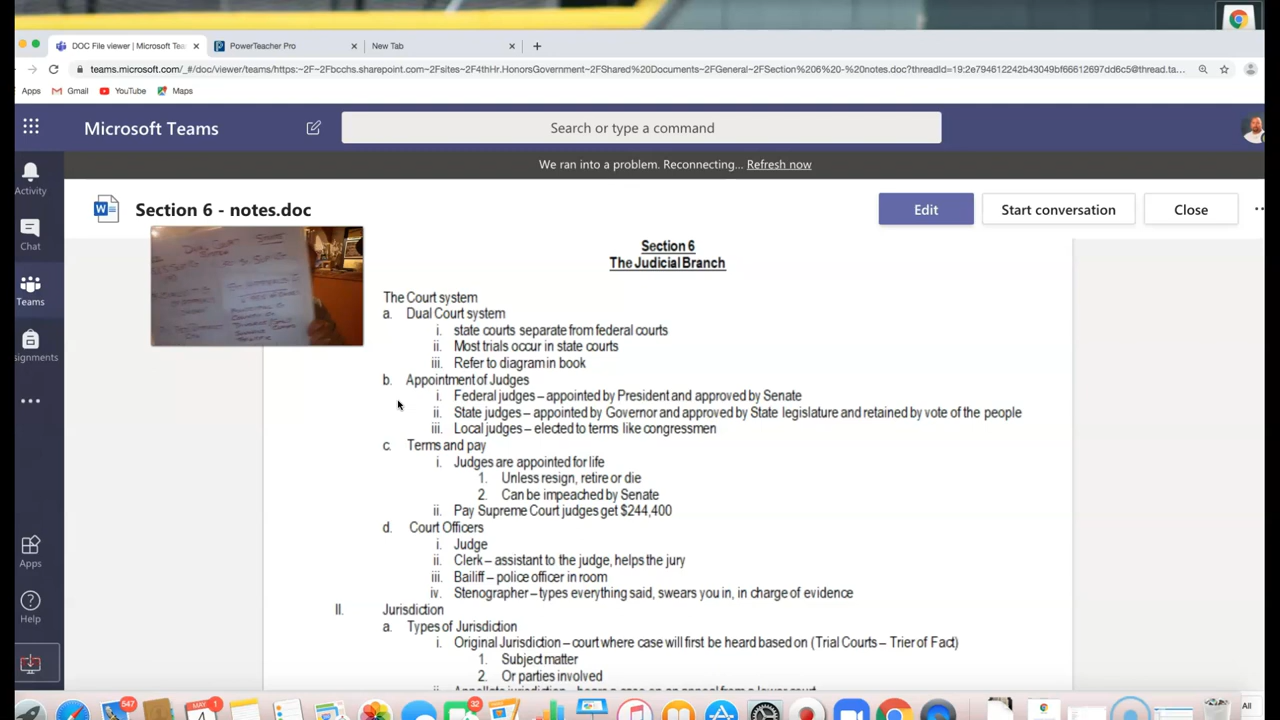 DOC File viewer | Microsoft Tea
PowerTeacher Pro
New Tab
teams.microsoft.com/_#/doc/viewer/teams/https:~2F~2Fbcchs.sharepoint.com~2Fsites~2F4thHr.HonorsGovernment~2FShared%20Documents~2FGeneral~2FSection%206%20-%20notes.doc?threadId=19:2e794612242b43049bf66612697dd6c5@thread.ta...
Apps
Gmail
YouTube
Maps
Microsoft Teams
Search or type a command
We ran into a problem. Reconnecting... Refresh now
Activity
Chat
Teams
ssignments
Apps
Help
Section 6 - notes.doc
Edit
Start conversation
Close
Section 6
The Judicial Branch
The Court system
a. Dual Court system
i. state courts separate from federal courts
ii. Most trials occur in state courts
iii. Refer to diagram in book
b. Appointment of Judges
i. Federal judges – appointed by President and approved by Senate
ii. State judges – appointed by Governor and approved by State legislature and retained by vote of the people
iii. Local judges – elected to terms like congressmen
c. Terms and pay
i. Judges are appointed for life
1. Unless resign, retire or die
2. Can be impeached by Senate
ii. Pay Supreme Court judges get $244,400
d. Court Officers
i. Judge
ii. Clerk – assistant to the judge, helps the jury
iii. Bailiff – police officer in room
iv. Stenographer – types everything said, swears you in, in charge of evidence
II. Jurisdiction
a. Types of Jurisdiction
i. Original Jurisdiction – court where case will first be heard based on (Trial Courts – Trier of Fact)
1. Subject matter
2. Or parties involved
547
MAY 1
4
32
All